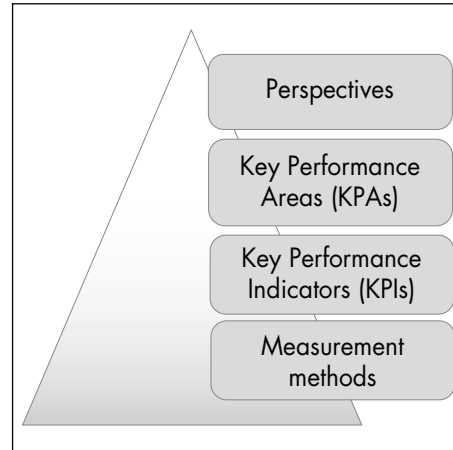 Perspectives
Key Performance
Areas (KPAs)
Key Performance
Indicators (KPIs)
Measurement
methods